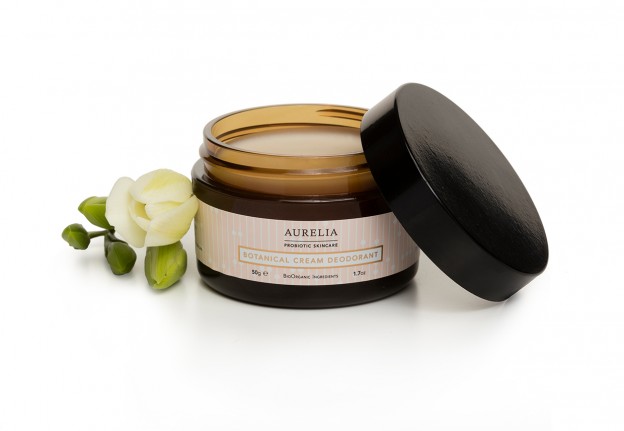 AURELIA
PROBIOTIC SKINCARE
BOTANICAL CREAM DEODORANT
50g e BioOrganic Ingredients 1.7oz